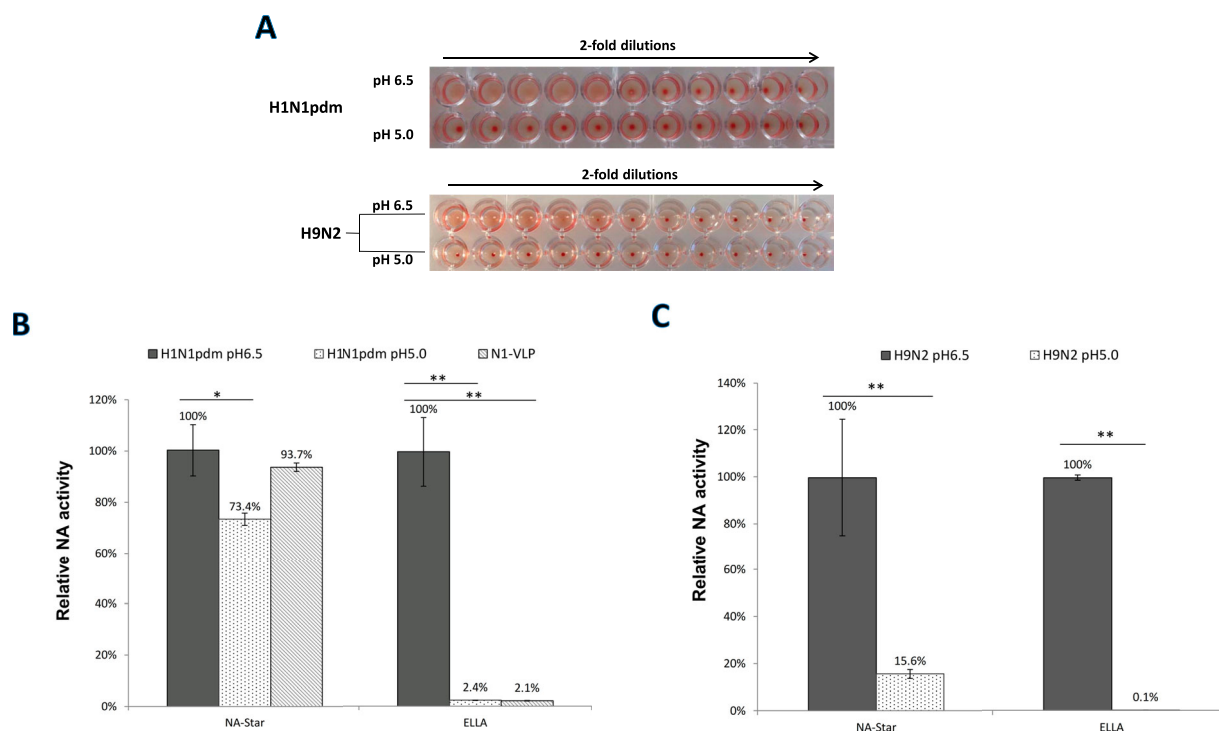 A
2-fold dilutions
pH 6.5
H1N1pdm
pH 5.0
2-fold dilutions
pH 6.5
H9N2
pH 5.0
B
H1N1pdm pH6.5 H1N1pdm pH5.0 N1-VLP
Relative NA activity
120%
100%
80%
60%
40%
20%
0%
*
100%
73.4%
93.7%
**
**
100%
2.4%
2.1%
NA-Star ELLA
C
H9N2 pH6.5 H9N2 pH5.0
Relative NA activity
140%
120%
100%
80%
60%
40%
20%
0%
**
100%
15.6%
**
100%
0.1%
NA-Star ELLA